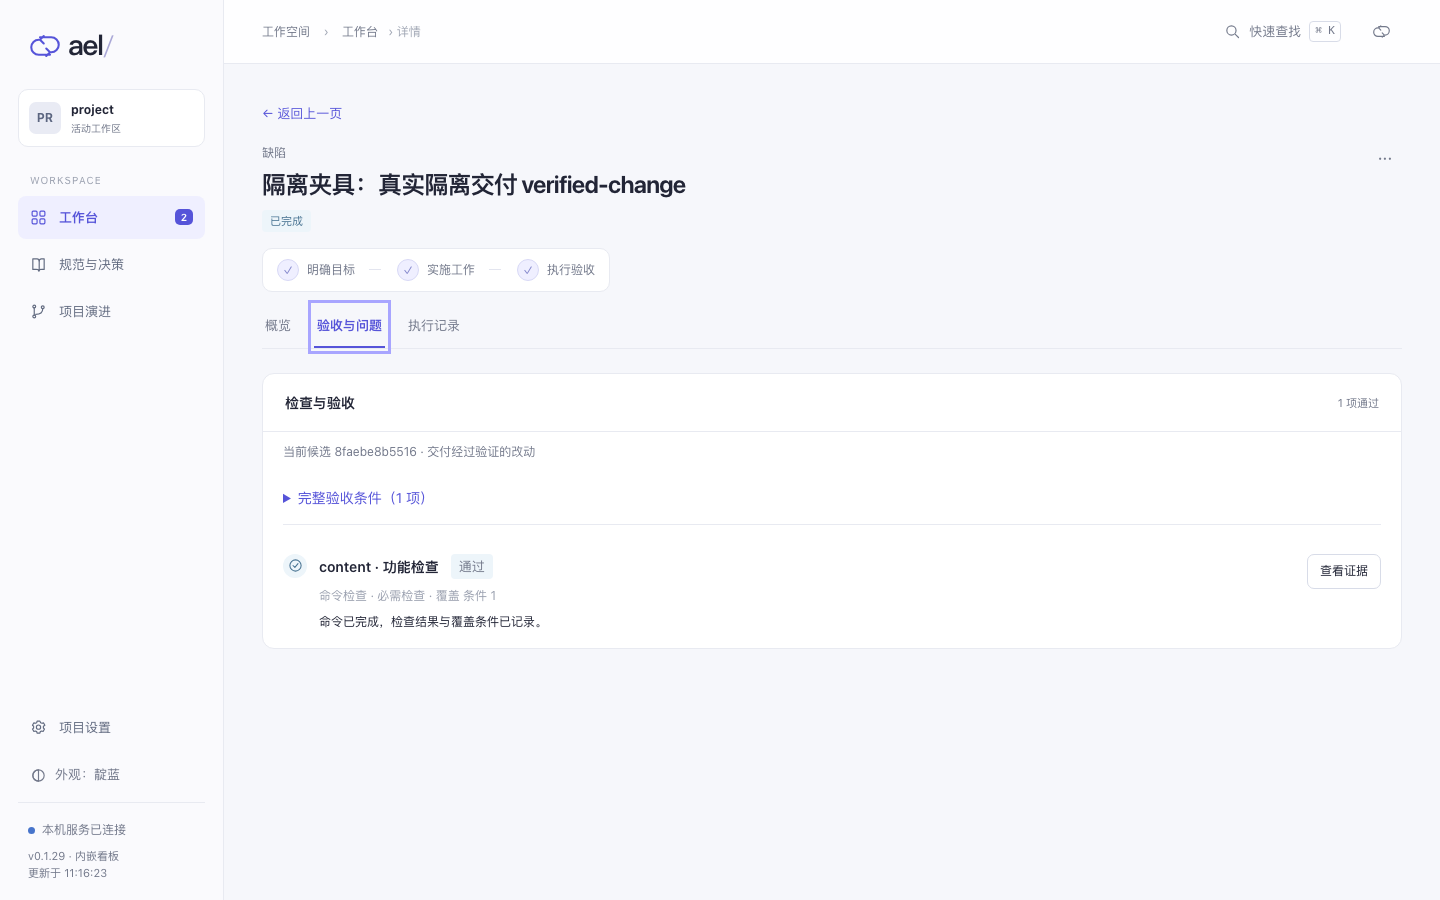 ael/
工作空间 › 工作台 › 详情
快速查找 ⌘ K
PR project
活动工作区
WORKSPACE
工作台 2
规范与决策
项目演进
← 返回上一页
缺陷
...
隔离夹具：真实隔离交付 verified-change
已完成
明确目标 — 实施工作 — 执行验收
概览 验收与问题 执行记录
检查与验收 1 项通过
当前候选 8faebe8b5516 · 交付经过验证的改动
▶ 完整验收条件（1 项）
content · 功能检查 通过 查看证据
命令检查 · 必需检查 · 覆盖 条件 1
命令已完成，检查结果与覆盖条件已记录。
项目设置
外观：靛蓝
本机服务已连接
v0.1.29 · 内嵌看板
更新于 11:16:23